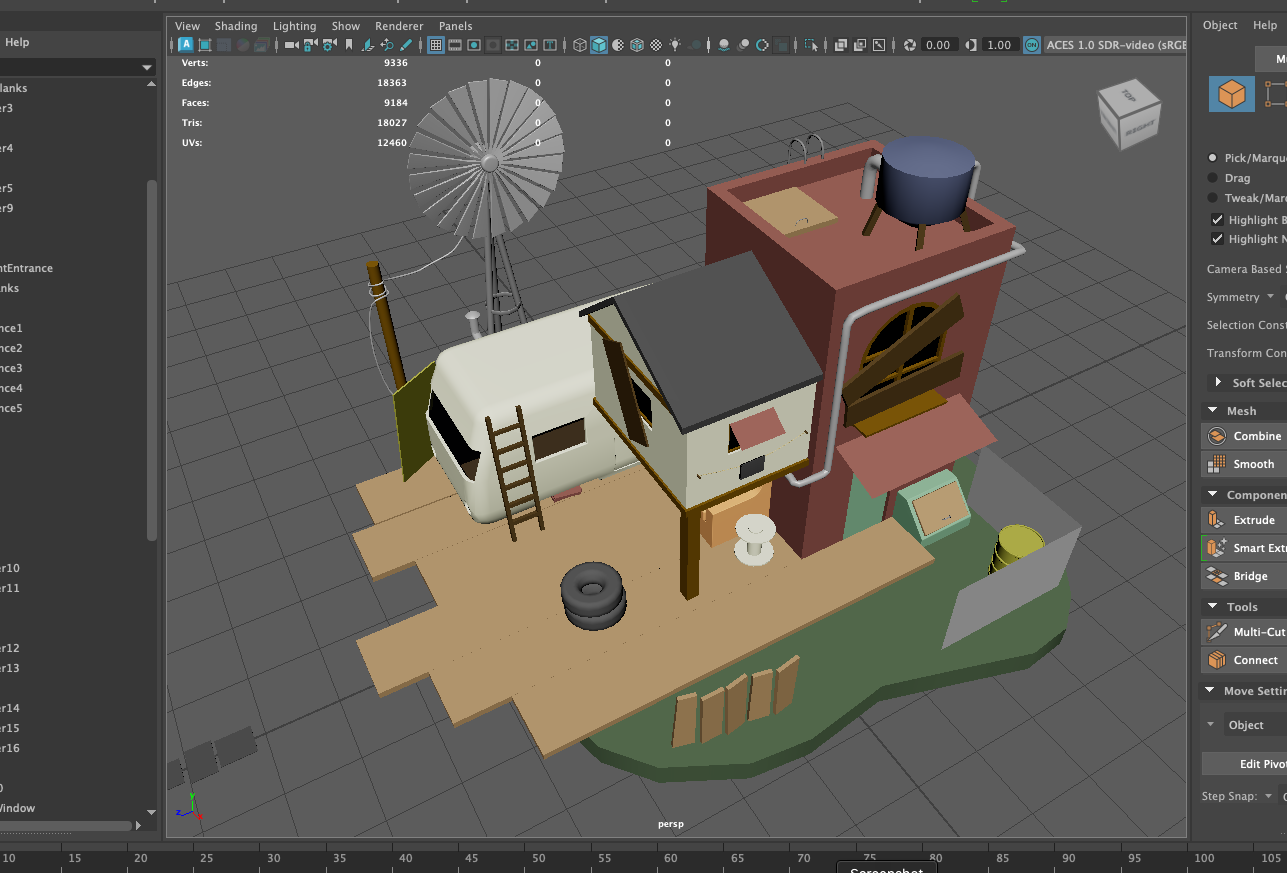 View Shading Lighting Show Renderer Panels
Object Help
Help
0.00 1.00 ACES 1.0 SDR-video (sRGB
Verts: 9336 0 0
Edges: 18363 0 0
Faces: 9184 0 0
Tris: 18027 0 0
UVs: 12460 0 0
lanks
er3
er4
er5
er9
ntEntrance
nks
nce1
nce2
nce3
nce4
nce5
er10
er11
er12
er13
er14
er15
er16
Window
TOP
RIGHT
Pick/Marqu
Drag
Tweak/Mar
Highlight B
Highlight N
Camera Based S
Symmetry
Selection Const
Transform Con
Soft Selec
Mesh
Combine
Smooth
Componen
Extrude
Smart Extr
Bridge
Tools
Multi-Cut
Connect
Move Settin
Object
Edit Pivot
Step Snap:
y
z
x
persp
10 15 20 25 30 35 40 45 50 55 60 65 70 75 80 85 90 95 100 105
Screenshot